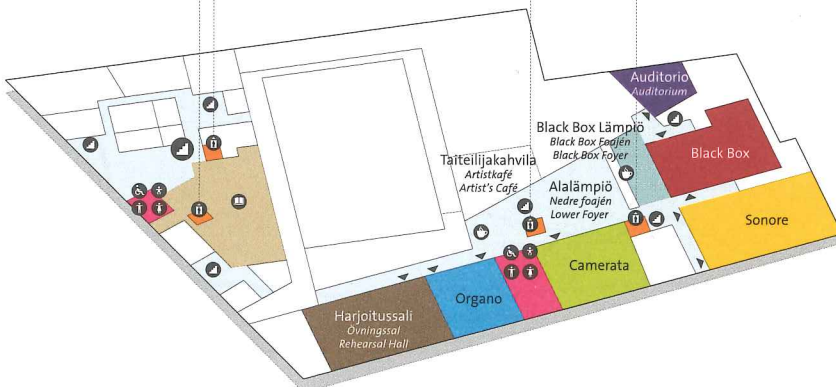 Auditorio
Auditorium
Black Box Lämpiö
Black Box Foajén
Black Box Foyer
Black Box
Taiteilijakahvila
Artistkafé
Artist's Café
Alalämpiö
Nedre foajén
Lower Foyer
Sonore
Camerata
Organo
Harjoitussali
Övningssal
Rehearsal Hall